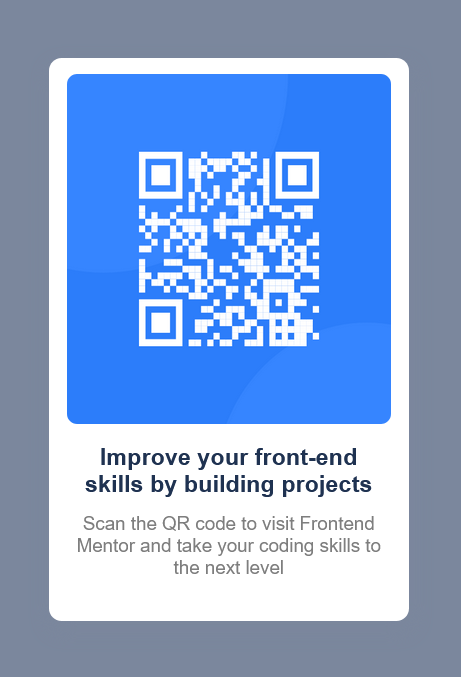 Improve your front-end
skills by building projects
Scan the QR code to visit Frontend
Mentor and take your coding skills to
the next level